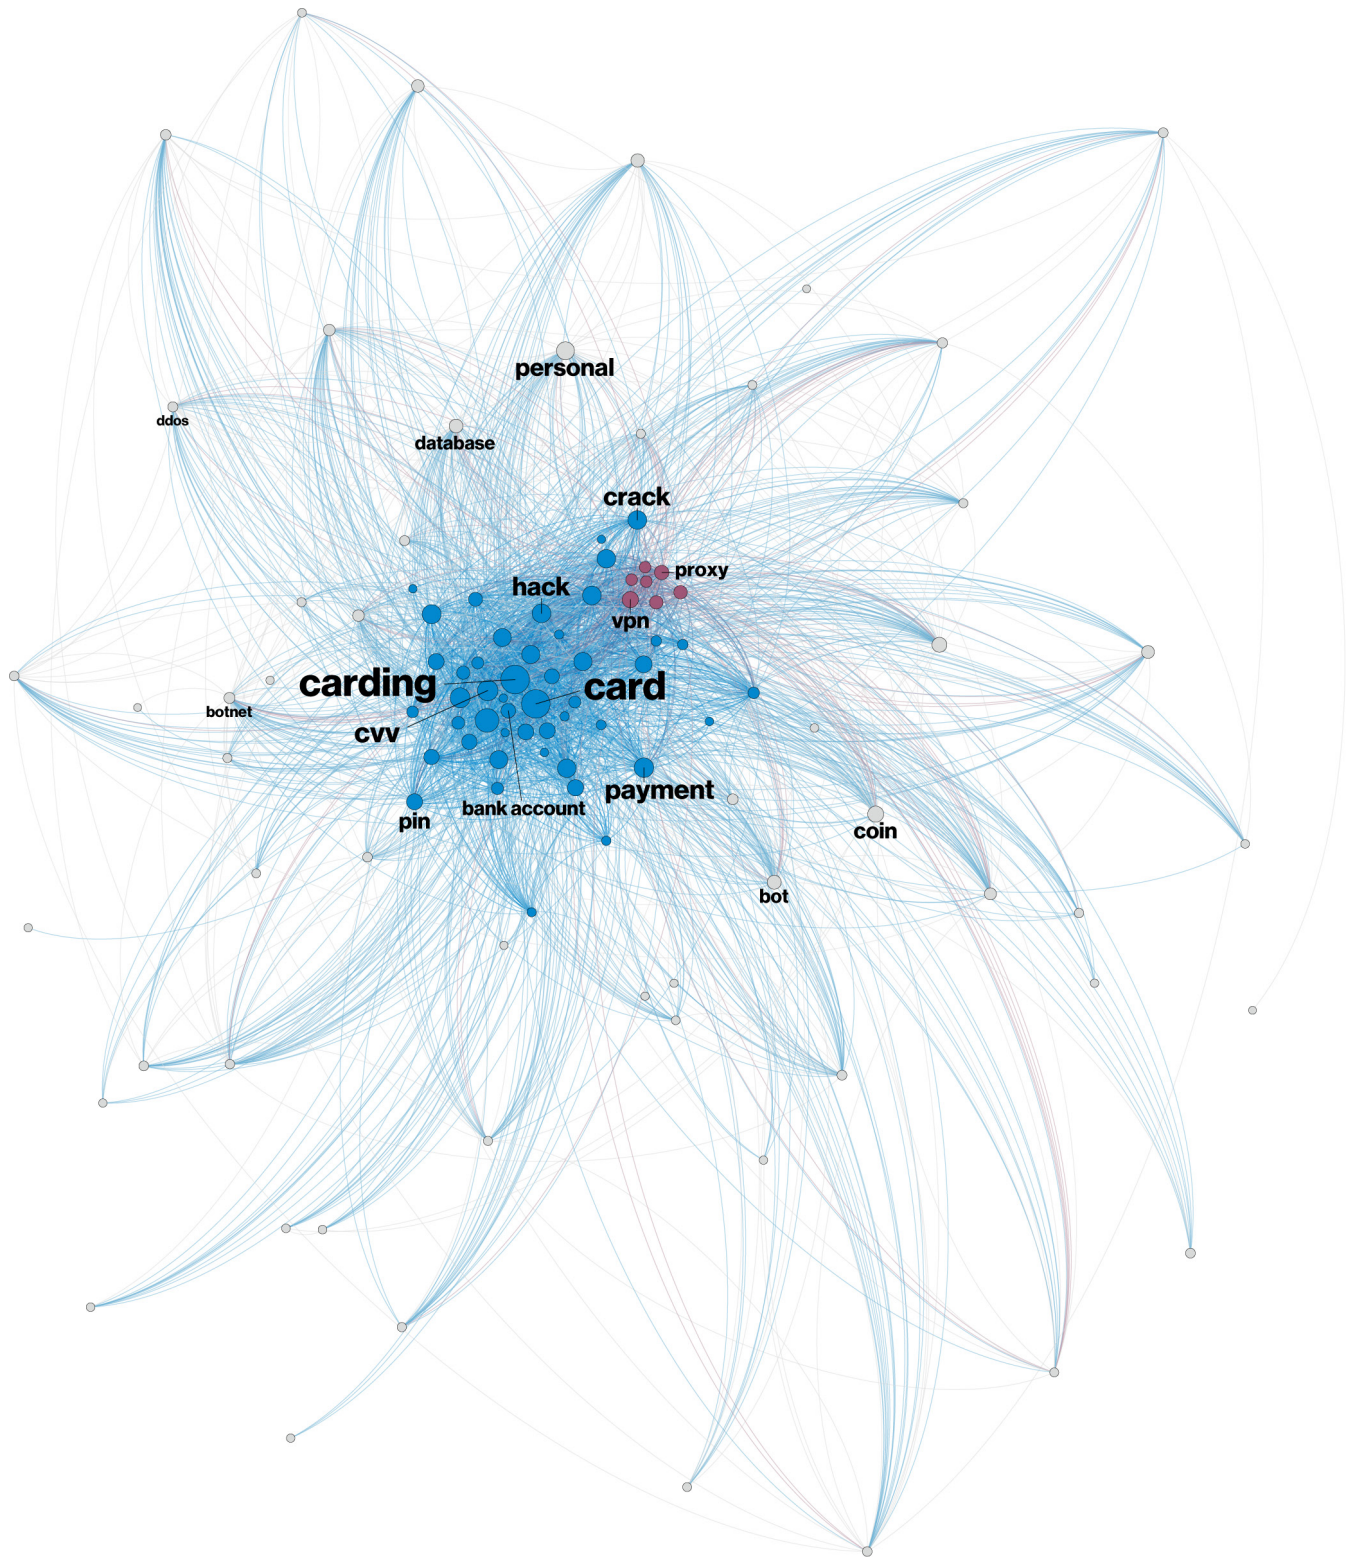 personal
ddos
database
crack
proxy
hack
vpn
carding
card
botnet
cvv
payment
bank account
pin
coin
bot